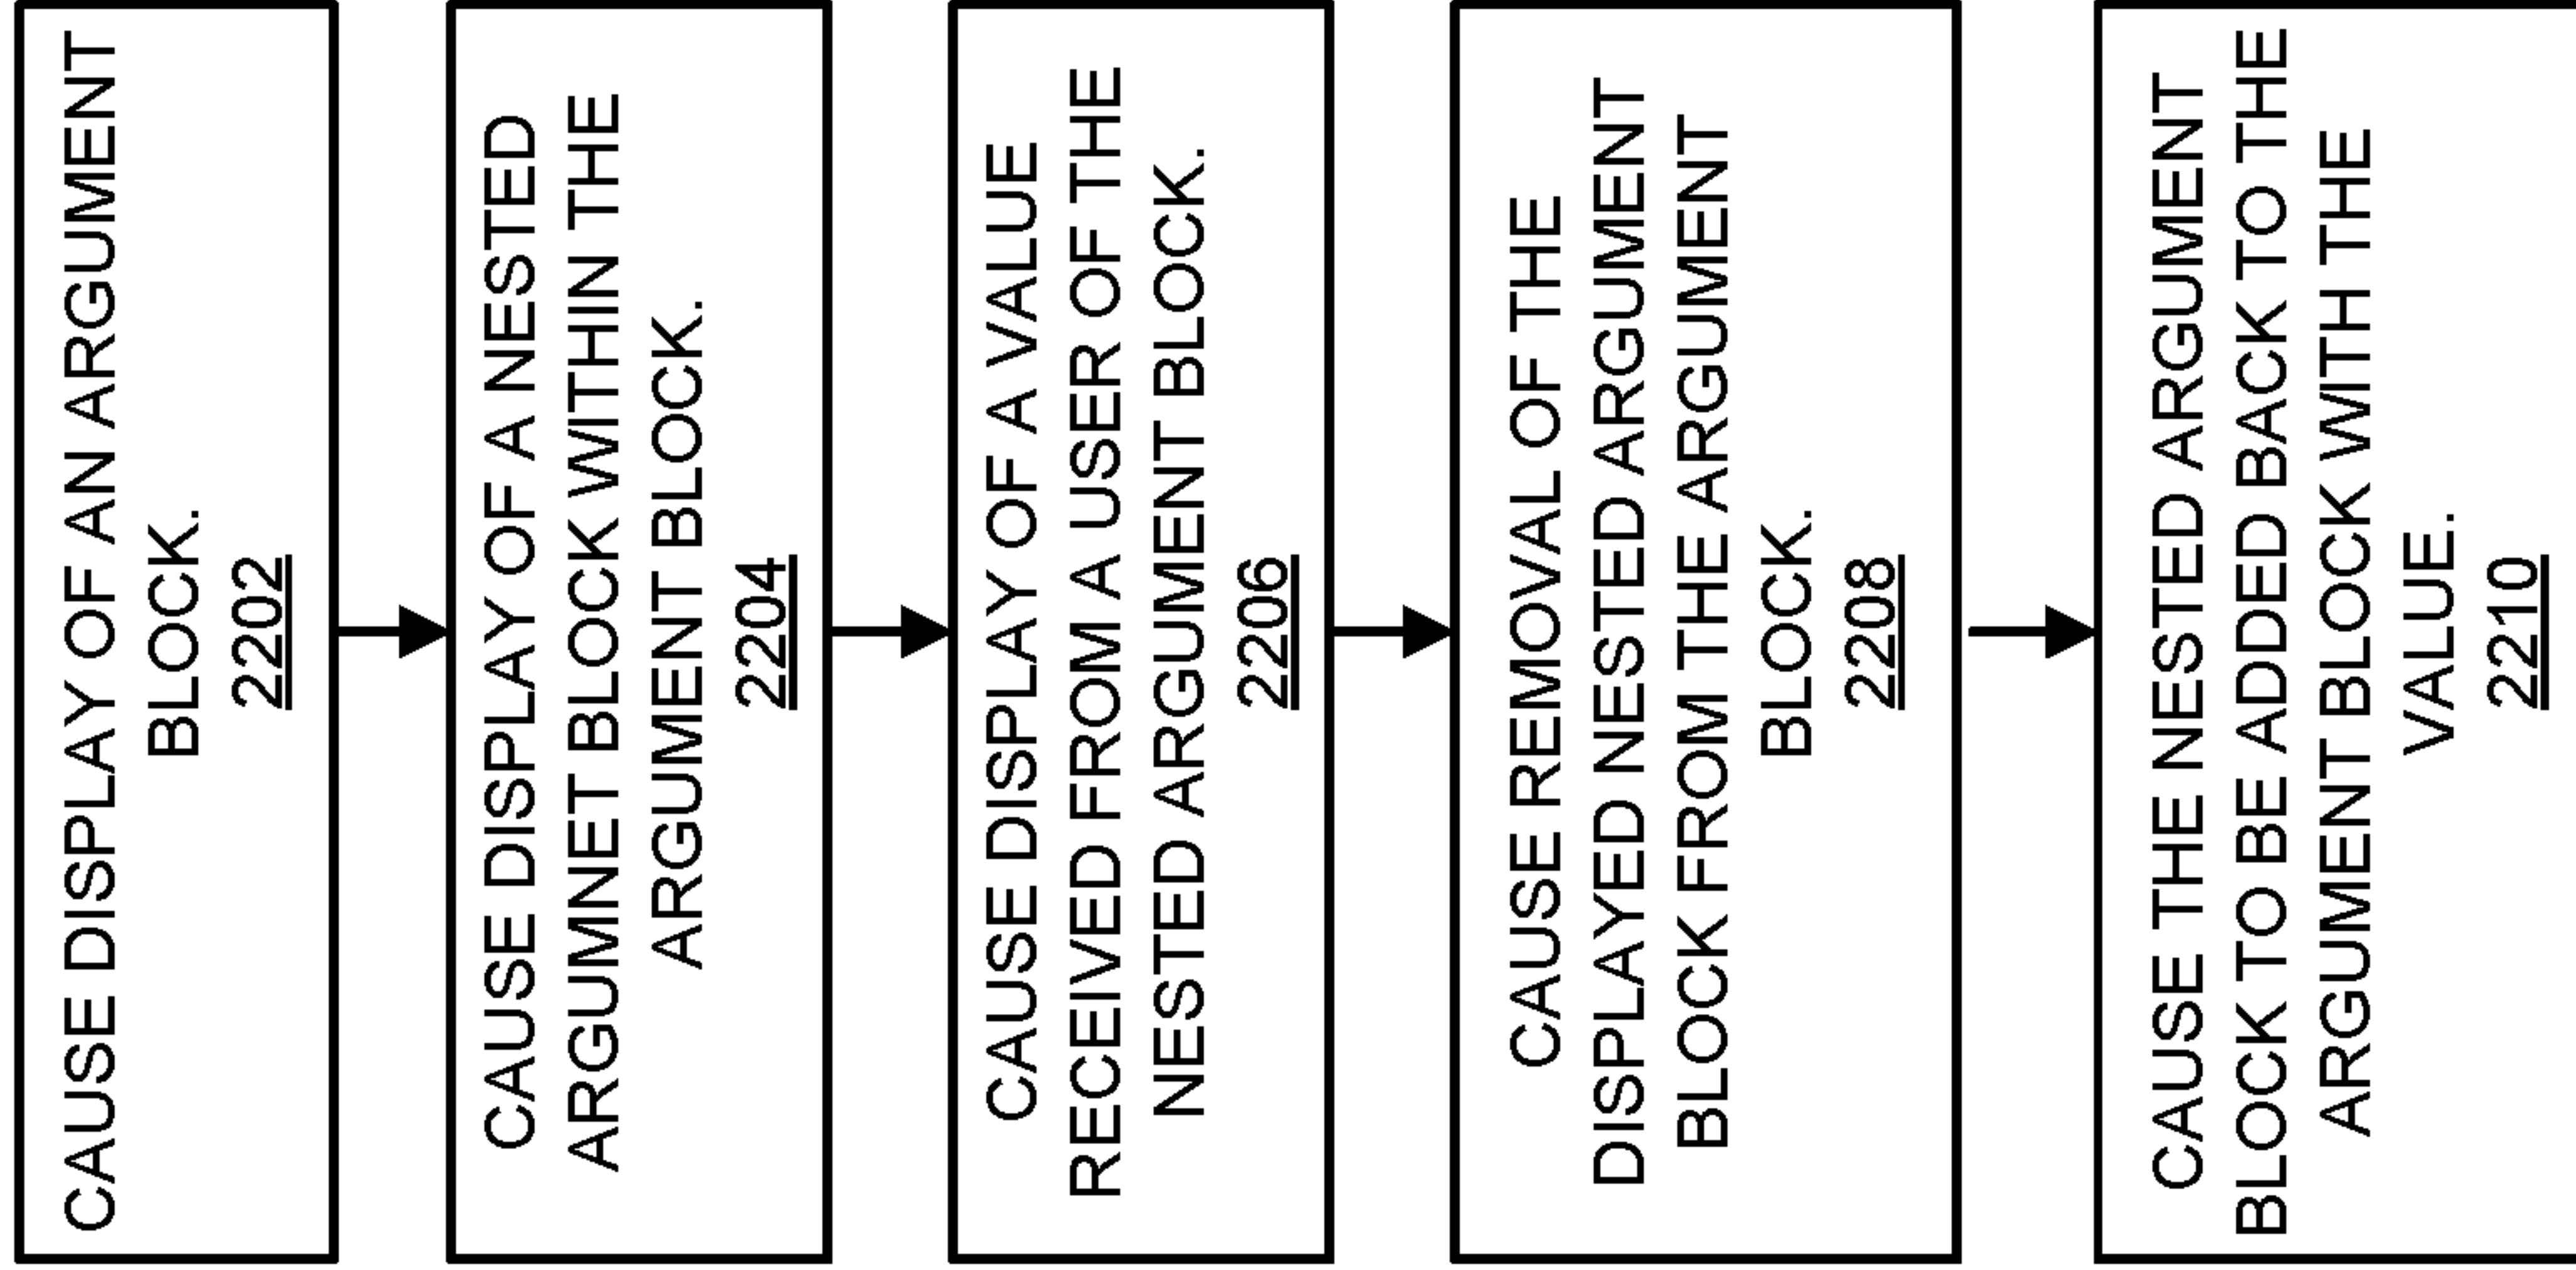 CAUSE DISPLAY OF AN ARGUMENT
BLOCK.
2202
CAUSE DISPLAY OF A NESTED
ARGUMNET BLOCK WITHIN THE
ARGUMENT BLOCK.
2204
CAUSE DISPLAY OF A VALUE
RECEIVED FROM A USER OF THE
NESTED ARGUMENT BLOCK.
2206
CAUSE REMOVAL OF THE
DISPLAYED NESTED ARGUMENT
BLOCK FROM THE ARGUMENT
BLOCK.
2208
CAUSE THE NESTED ARGUMENT
BLOCK TO BE ADDED BACK TO THE
ARGUMENT BLOCK WITH THE
VALUE.
2210